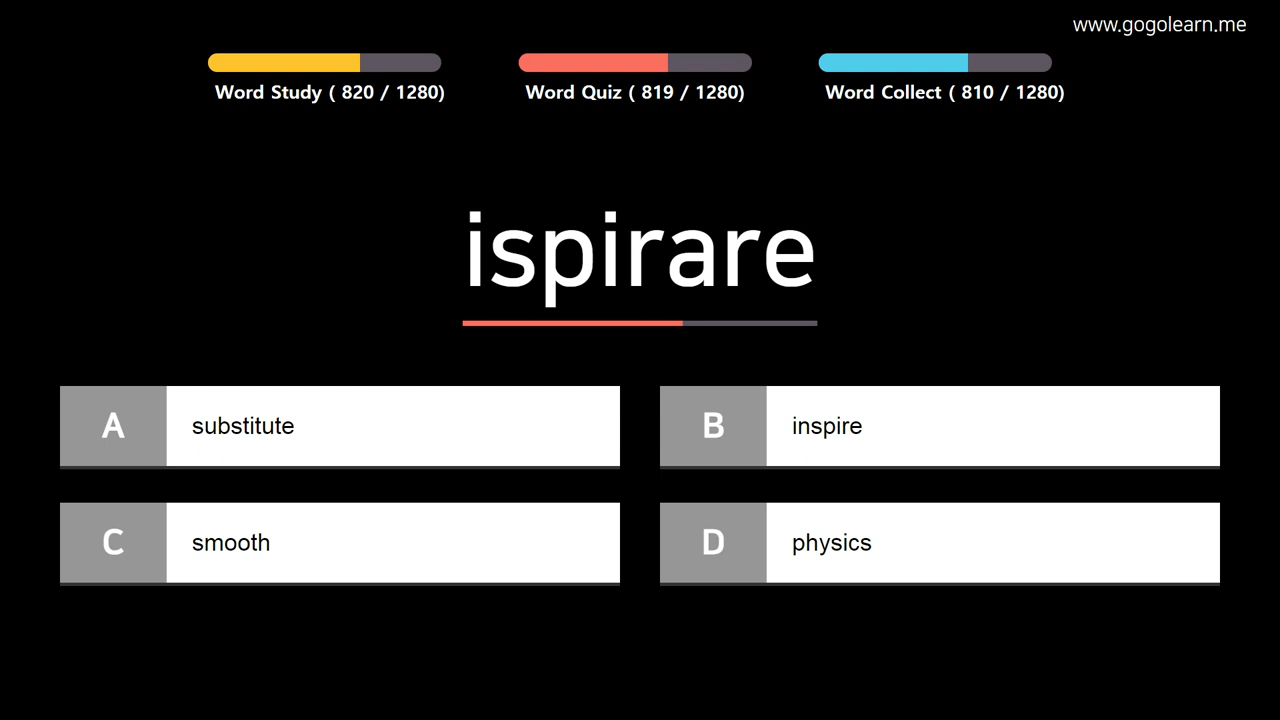 www.gogolearn.me
Word Study ( 820 / 1280)
Word Quiz ( 819 / 1280)
Word Collect ( 810 / 1280)
ispirare
A substitute
B inspire
C smooth
D physics